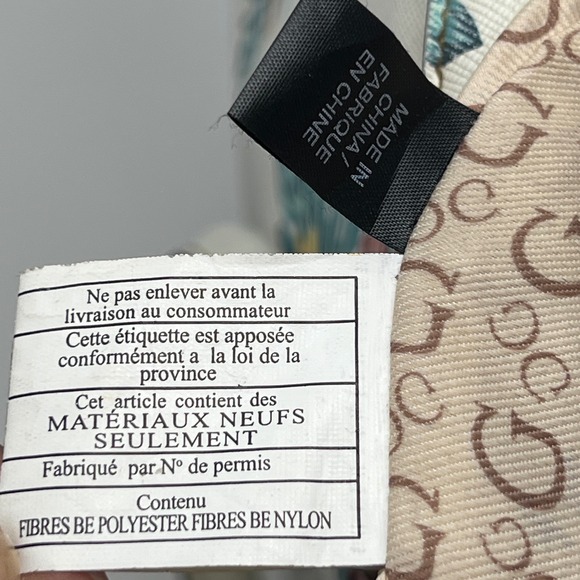 MADE IN
CHINA /
FABRIQUE
EN CHINE
Ne pas enlever avant la
livraison au consommateur
Cette étiquette est apposée
conformément a la loi de la
province
Cet article contient des
MATÉRIAUX NEUFS
SEULEMENT
Fabriqué par Nº de permis
Contenu
FIBRES BE POLYESTER FIBRES BE NYLON